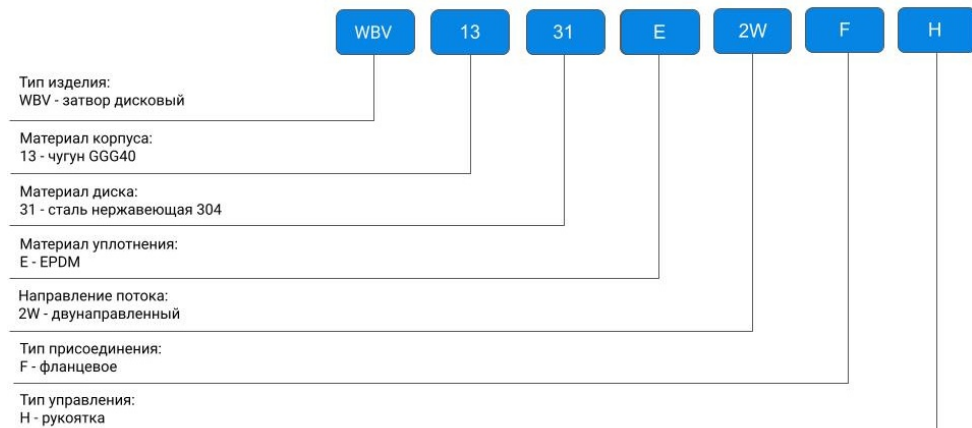 WBV 13 31 E 2W F H
Тип изделия:
WBV - затвор дисковый
Материал корпуса:
13 - чугун GGG40
Материал диска:
31 - сталь нержавеющая 304
Материал уплотнения:
E - EPDM
Направление потока:
2W - двунаправленный
Тип присоединения:
F - фланцевое
Тип управления:
H - рукоятка